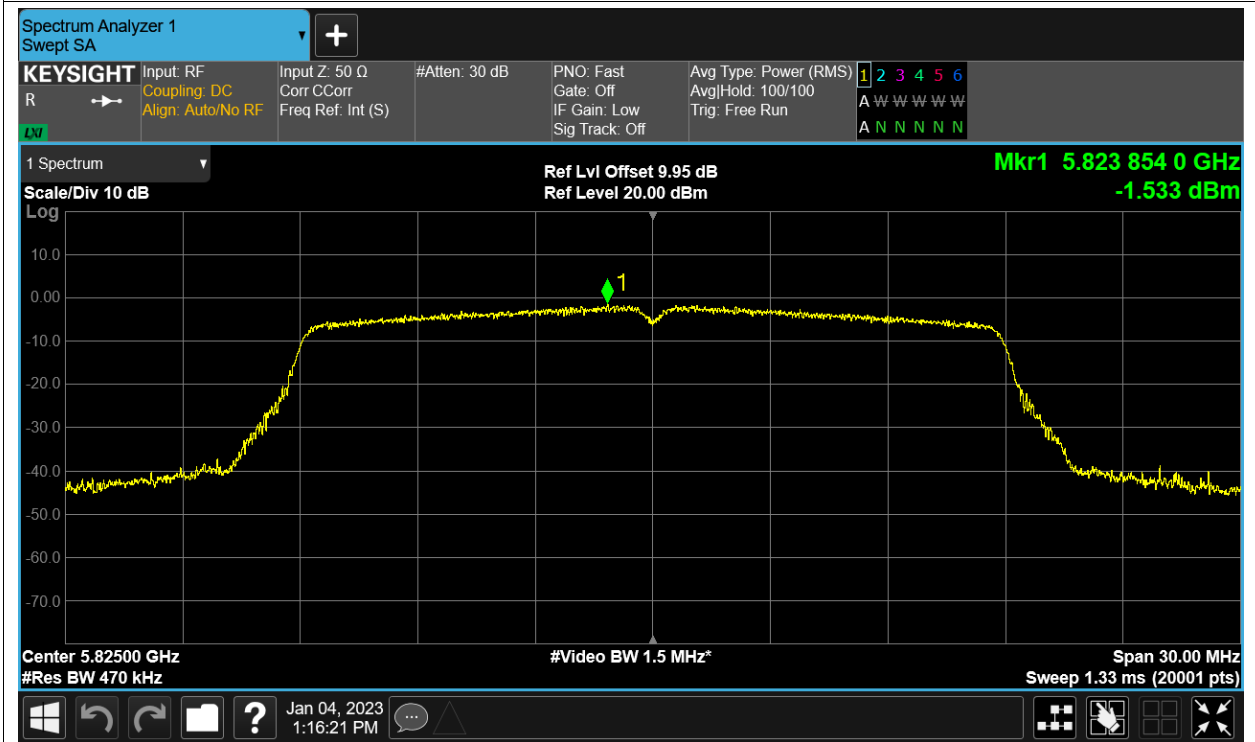 Spectrum Analyzer 1
Swept SA
+
KEYSIGHT
R
LXI
Input: RF
Coupling: DC
Align: Auto/No RF
Input Z: 50 Ω
Corr CCorr
Freq Ref: Int (S)
#Atten: 30 dB
PNO: Fast
Gate: Off
IF Gain: Low
Sig Track: Off
Avg Type: Power (RMS)
Avg|Hold: 100/100
Trig: Free Run
1 2 3 4 5 6
A W W W W W
A N N N N N
1 Spectrum
Scale/Div 10 dB
Ref Lvl Offset 9.95 dB
Ref Level 20.00 dBm
Mkr1 5.823 854 0 GHz
-1.533 dBm
Log
10.0
0.00
-10.0
-20.0
-30.0
-40.0
-50.0
-60.0
-70.0
1
Center 5.82500 GHz
#Res BW 470 kHz
#Video BW 1.5 MHz*
Span 30.00 MHz
Sweep 1.33 ms (20001 pts)
?
Jan 04, 2023
1:16:21 PM